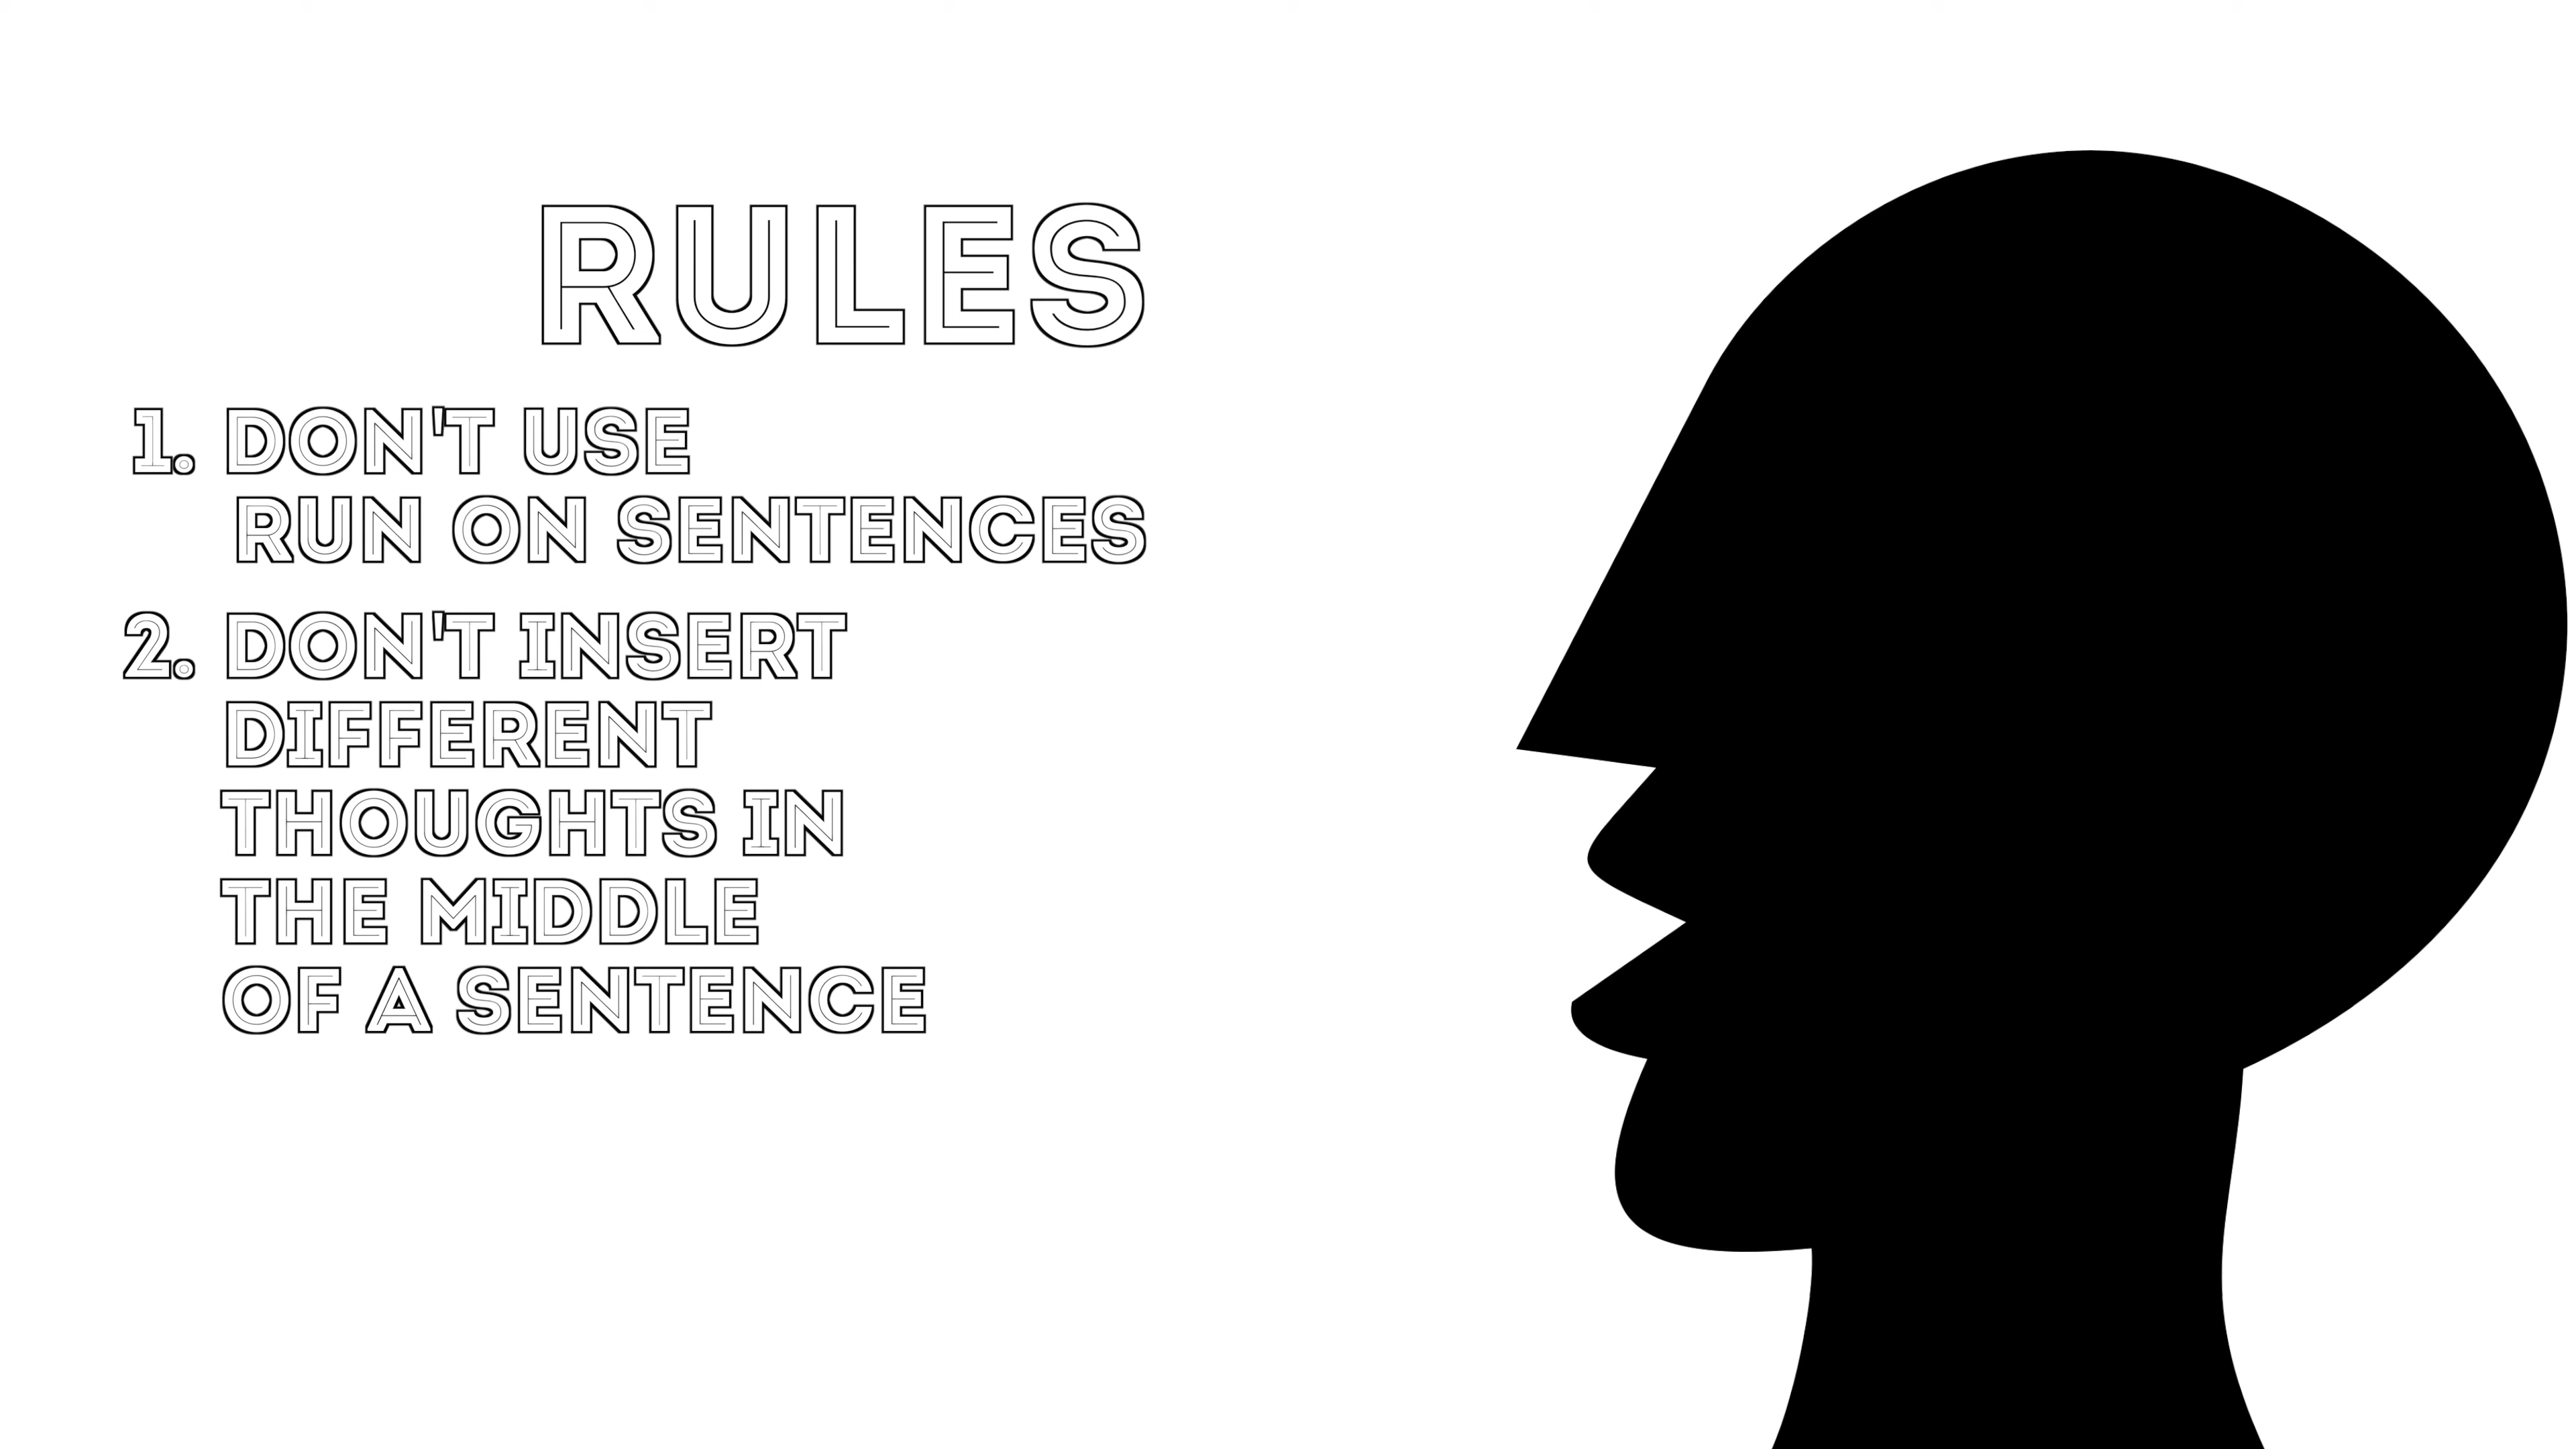 RULES
1. DON'T USE
RUN ON SENTENCES
2. DON'T INSERT
DIFFERENT
THOUGHTS IN
THE MIDDLE
OF A SENTENCE